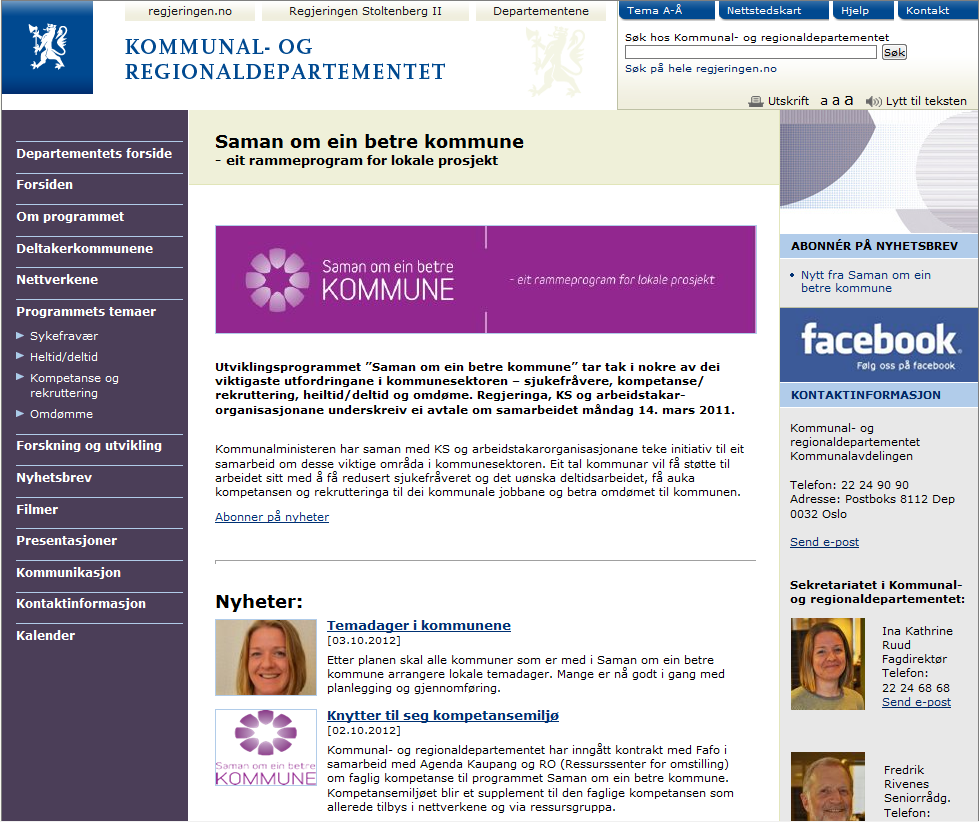 regjeringen.no
Regjeringen Stoltenberg II
Departementene
Tema A-Å
Nettstedskart
Hjelp
Kontakt
KOMMUNAL- OG
REGIONALDEPARTEMENTET
Søk hos Kommunal- og regionaldepartementet
Søk
Søk på hele regjeringen.no
Utskrift
a a a
Lytt til teksten
Departementets forside
Forsiden
Om programmet
Deltakerkommunene
Nettverkene
Programmets temaer
Sykefravær
Heltid/deltid
Kompetanse og
rekruttering
Omdømme
Forskning og utvikling
Nyhetsbrev
Filmer
Presentasjoner
Kommunikasjon
Kontaktinformasjon
Kalender
Saman om ein betre kommune
- eit rammeprogram for lokale prosjekt
Saman om ein betre
KOMMUNE
- eit rammeprogram for lokale prosjekt
Utviklingsprogrammet ”Saman om ein betre kommune” tar tak i nokre av dei
viktigaste utfordringane i kommunesektoren – sjukefråvere, kompetanse/
rekruttering, heiltid/deltid og omdøme. Regjeringa, KS og arbeidstakar-
organisasjonane underskreiv ei avtale om samarbeidet måndag 14. mars 2011.
Kommunalministeren har saman med KS og arbeidstakarorganisasjonane teke initiativ til eit
samarbeid om desse viktige områda i kommunesektoren. Eit tal kommunar vil få støtte til
arbeidet sitt med å få redusert sjukefråveret og det uønska deltidsarbeidet, få auka
kompetansen og rekrutteringa til dei kommunale jobbane og betra omdømet til kommunen.
Abonner på nyheter
Nyheter:
Temadager i kommunene
[03.10.2012]
Etter planen skal alle kommuner som er med i Saman om ein betre
kommune arrangere lokale temadager. Mange er nå godt i gang med
planlegging og gjennomføring.
Saman om ein betre
KOMMUNE
Knytter til seg kompetansemiljø
[02.10.2012]
Kommunal- og regionaldepartementet har inngått kontrakt med Fafo i
samarbeid med Agenda Kaupang og RO (Ressurssenter for omstilling)
om faglig kompetanse til programmet Saman om ein betre kommune.
Kompetansemiljøet blir et supplement til den faglige kompetansen som
allerede tilbys i nettverkene og via ressursgruppa.
ABONNÉR PÅ NYHETSBREV
Nytt fra Saman om ein
betre kommune
facebook.
Følg oss på facebook
KONTAKTINFORMASJON
Kommunal- og
regionaldepartementet
Kommunalavdelingen
Telefon: 22 24 90 90
Adresse: Postboks 8112 Dep
0032 Oslo
Send e-post
Sekretariatet i Kommunal-
og regionaldepartementet:
Ina Kathrine
Ruud
Fagdirektør
Telefon:
22 24 68 68
Send e-post
Fredrik
Rivenes
Seniorrådg.
Telefon: